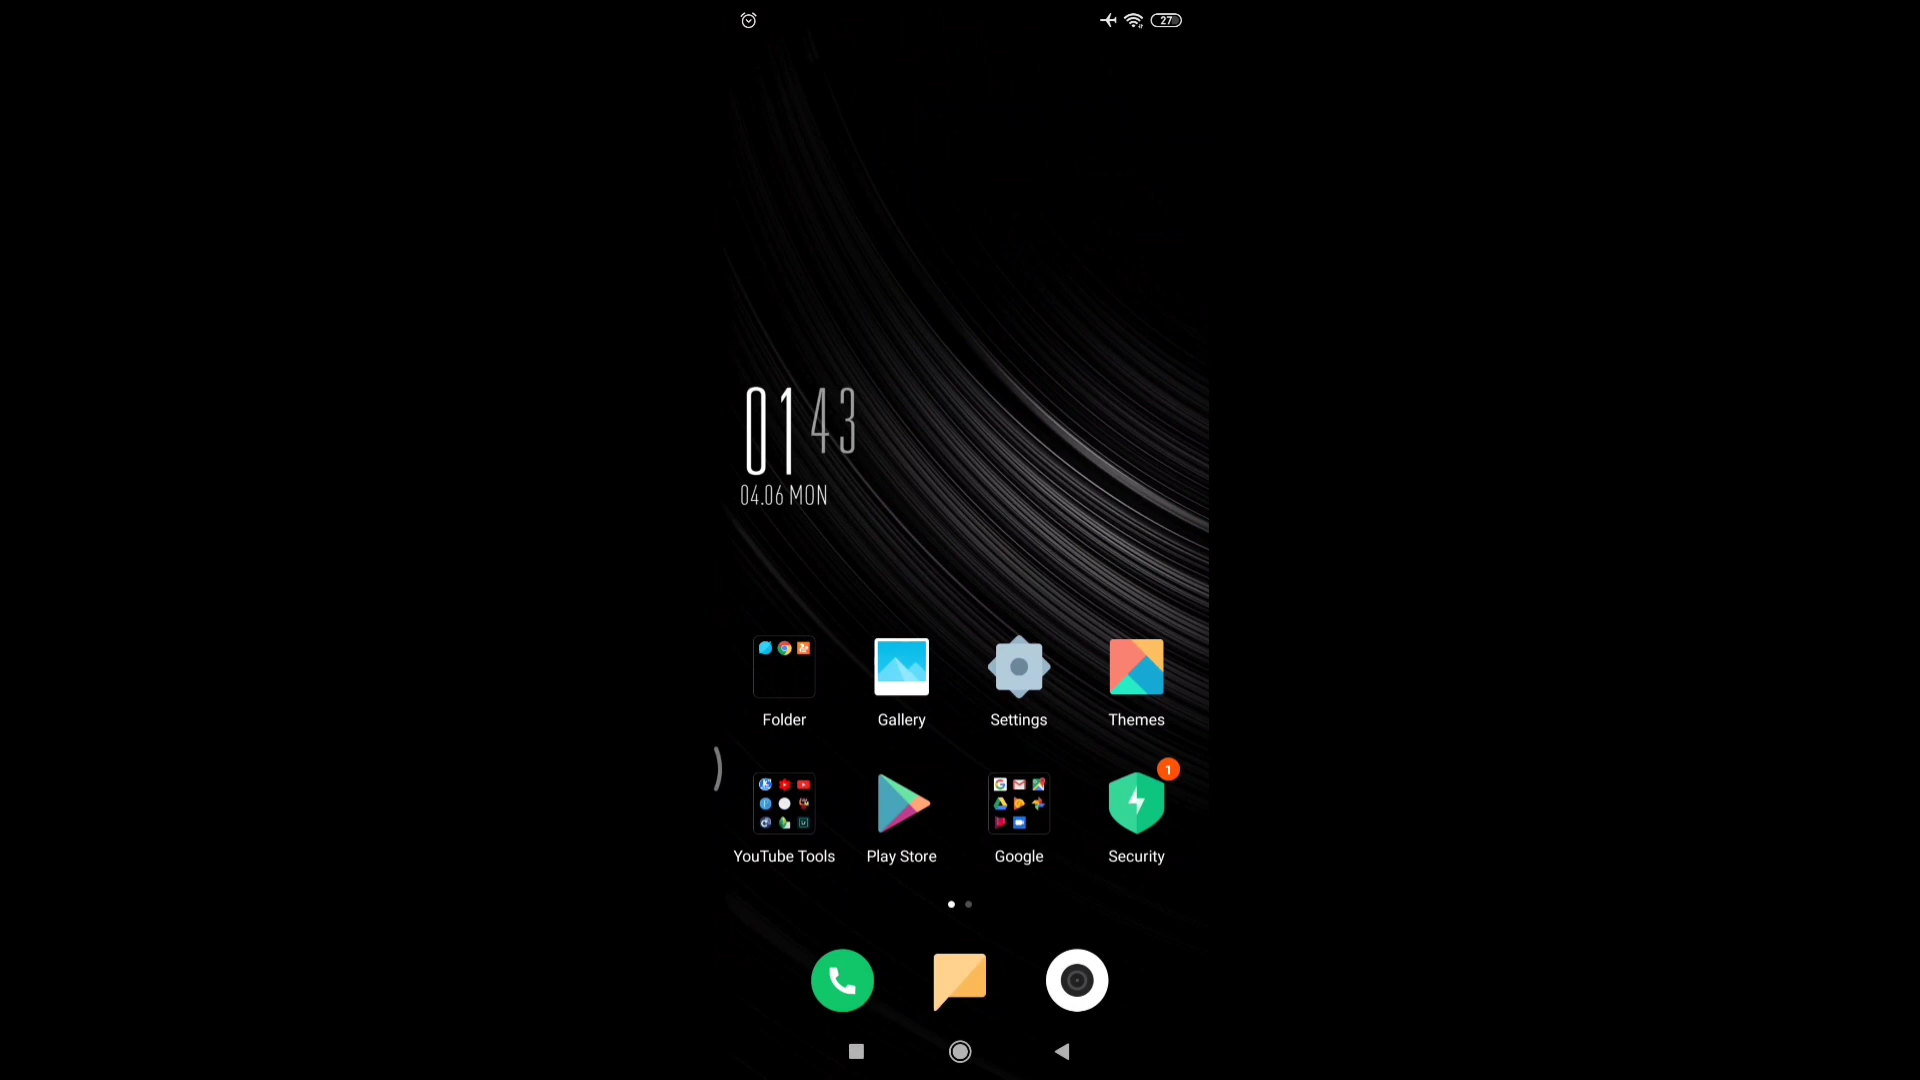 27
01 43
04.06 MON
Folder
Gallery
Settings
Themes
1
YouTube Tools
Play Store
Google
Security